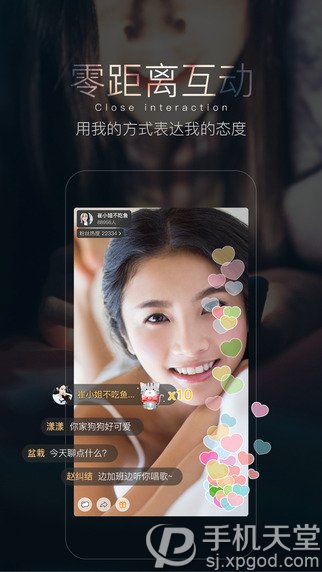 零距离互动
Close interaction
用我的方式表达我的态度
崔小姐不吃鱼
88958人
粉丝热度 22334 >
崔小姐不吃鱼...
x10
漾漾 你家狗狗好可爱
盆栽 今天聊点什么?
赵纠结 边加班边听你唱歌~
手机天堂
sj.xpgod.com